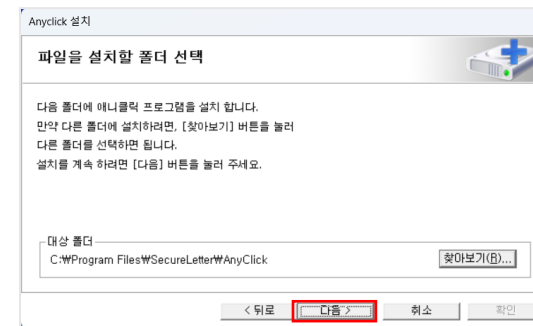 Anyclick 설치
파일을 설치할 폴더 선택
다음 폴더에 애니클릭 프로그램을 설치 합니다.
만약 다른 폴더에 설치하려면, [찾아보기] 버튼을 눌러
다른 폴더를 선택하면 됩니다.
설치를 계속 하려면 [다음] 버튼을 눌러 주세요.
대상 폴더
C:₩Program Files₩SecureLetter₩AnyClick
찾아보기(R)...
< 뒤로 다음 > 취소 확인